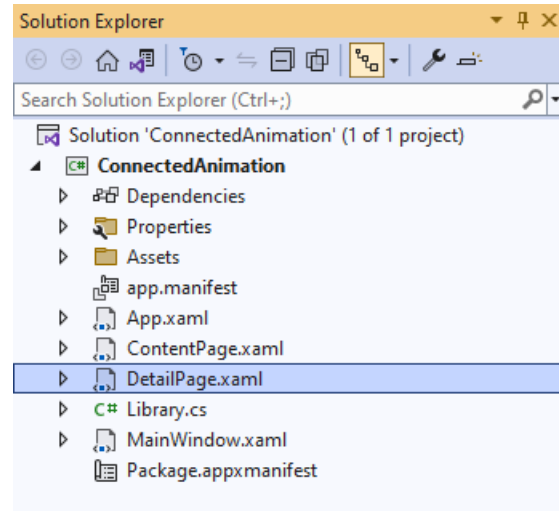 Solution Explorer
Search Solution Explorer (Ctrl+;)
Solution 'ConnectedAnimation' (1 of 1 project)
C# ConnectedAnimation
Dependencies
Properties
Assets
app.manifest
App.xaml
ContentPage.xaml
DetailPage.xaml
C# Library.cs
MainWindow.xaml
Package.appxmanifest